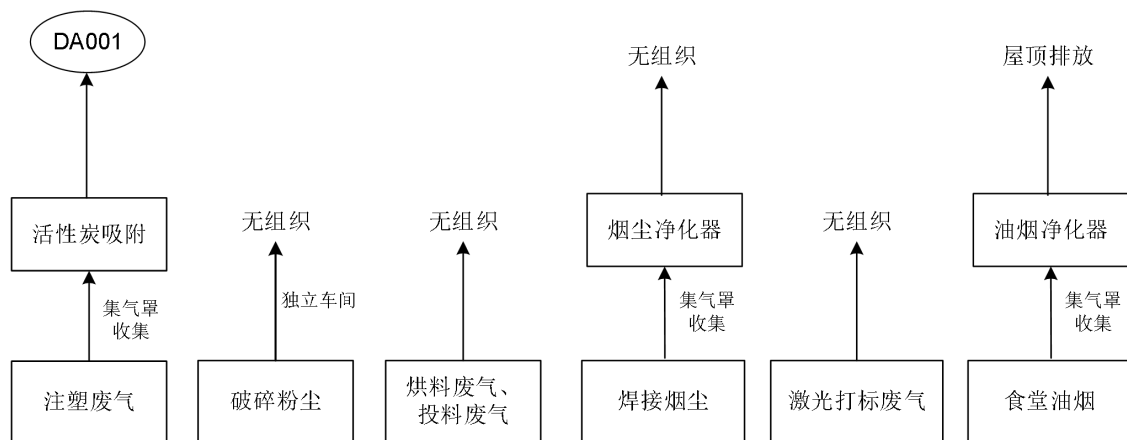 DA001
无组织
屋顶排放
活性炭吸附
无组织
无组织
烟尘净化器
无组织
油烟净化器
集气罩
收集
独立车间
集气罩
收集
集气罩
收集
注塑废气
破碎粉尘
烘料废气、
投料废气
焊接烟尘
激光打标废气
食堂油烟